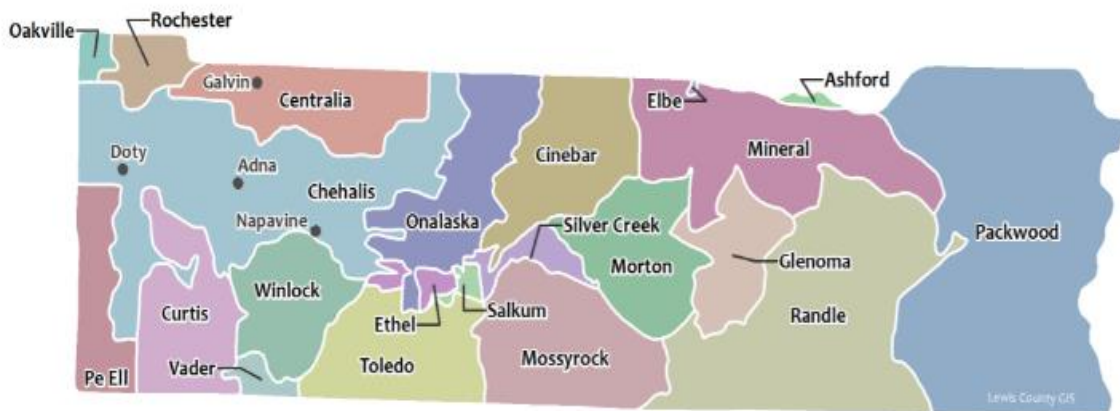 Oakville
Rochester
Galvin
Centralia
Elbe
Ashford
Cinebar
Mineral
Doty
Adna
Chehalis
Napavine
Onalaska
Silver Creek
Morton
Glenoma
Packwood
Winlock
Curtis
Ethel
Salkum
Randle
Vader
Toledo
Mossyrock
Pe Ell
Lewis County GIS